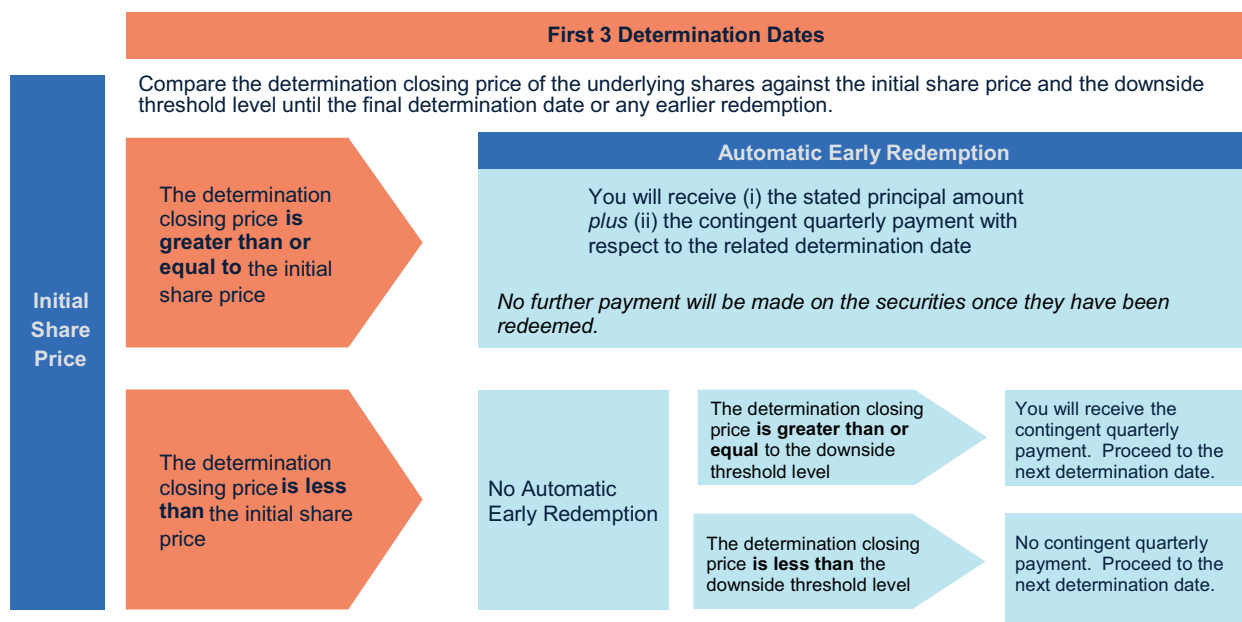 First 3 Determination Dates
Compare the determination closing price of the underlying shares against the initial share price and the downside
threshold level until the final determination date or any earlier redemption.
Initial
Share
Price
The determination
closing price is
greater than or
equal to the initial
share price
Automatic Early Redemption
You will receive (i) the stated principal amount
plus (ii) the contingent quarterly payment with
respect to the related determination date
No further payment will be made on the securities once they have been
redeemed.
The determination
closing price is less
than the initial share
price
No Automatic
Early Redemption
The determination closing
price is greater than or
equal to the downside
threshold level
You will receive the
contingent quarterly
payment. Proceed to the
next determination date.
The determination closing
price is less than the
downside threshold level
No contingent quarterly
payment. Proceed to the
next determination date.